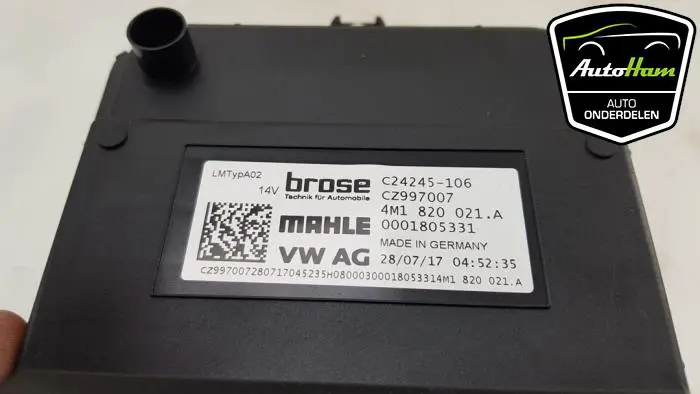 LMTypA02
14V
brose
Technik für Automobile
MAHLE
VW AG
C24245-106
CZ997007
4M1 820 021.A
0001805331
MADE IN GERMANY
28/07/17 04:52:35
CZ997007280717045235H08000300018053314M1 820 021.A
AutoHam
AUTO
ONDERDELEN